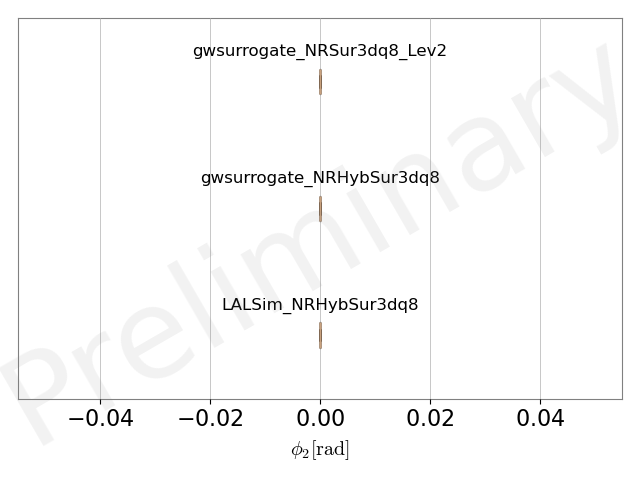 gwsurrogate_NRSur3dq8_Lev2
gwsurrogate_NRHybSur3dq8
LALSim_NRHybSur3dq8
Preliminary
−0.04 −0.02 0.00 0.02 0.04
ϕ₂[rad]